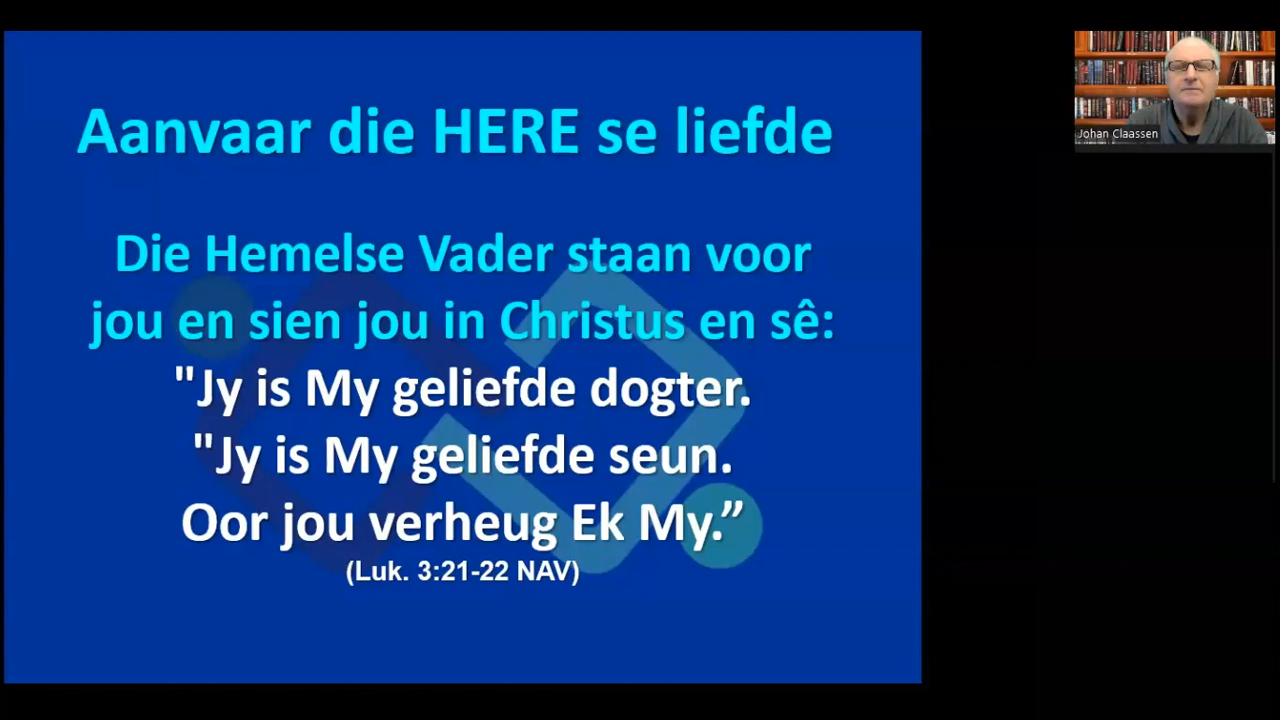 Aanvaar die HERE se liefde
Die Hemelse Vader staan voor
jou en sien jou in Christus en sê:
"Jy is My geliefde dogter.
"Jy is My geliefde seun.
Oor jou verheug Ek My.”
(Luk. 3:21-22 NAV)
Johan Claassen